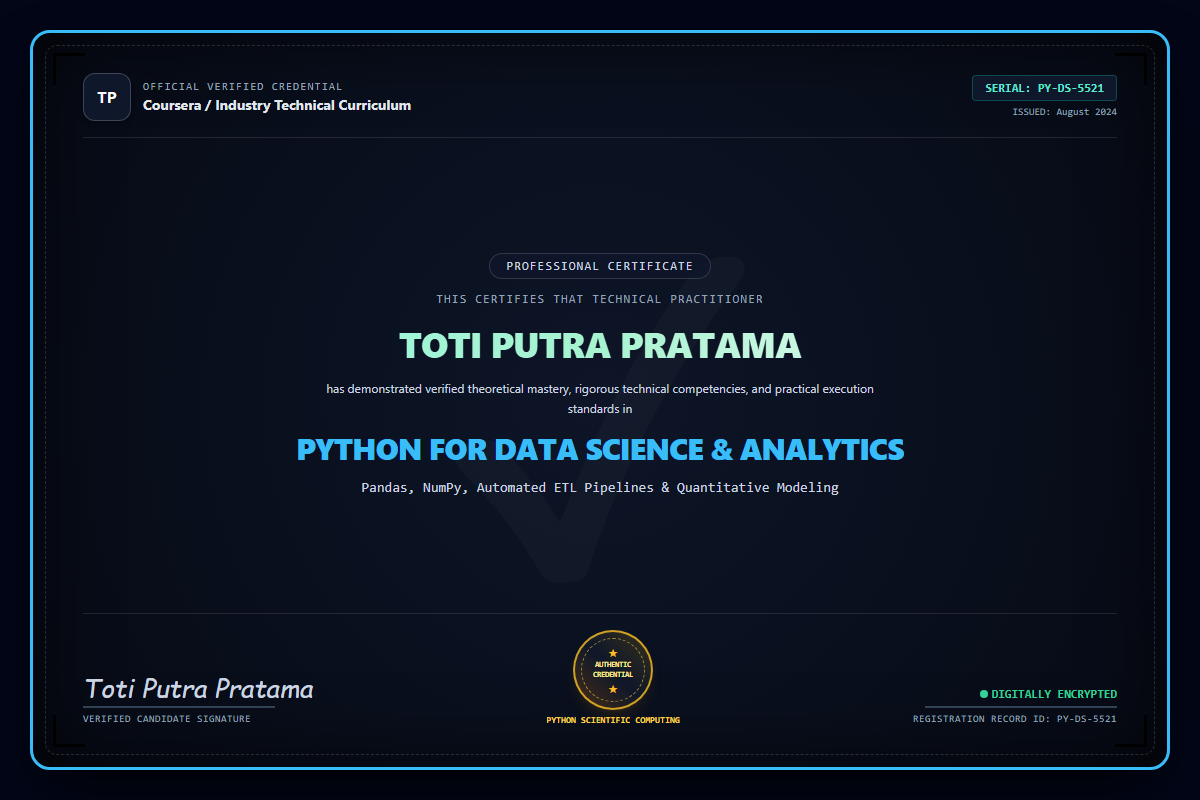 TP
OFFICIAL VERIFIED CREDENTIAL
Coursera / Industry Technical Curriculum
SERIAL: PY-DS-5521
ISSUED: August 2024
PROFESSIONAL CERTIFICATE
THIS CERTIFIES THAT TECHNICAL PRACTITIONER
TOTI PUTRA PRATAMA
has demonstrated verified theoretical mastery, rigorous technical competencies, and practical execution
standards in
PYTHON FOR DATA SCIENCE & ANALYTICS
Pandas, NumPy, Automated ETL Pipelines & Quantitative Modeling
Toti Putra Pratama
VERIFIED CANDIDATE SIGNATURE
★
AUTHENTIC
CREDENTIAL
★
PYTHON SCIENTIFIC COMPUTING
DIGITALLY ENCRYPTED
REGISTRATION RECORD ID: PY-DS-5521